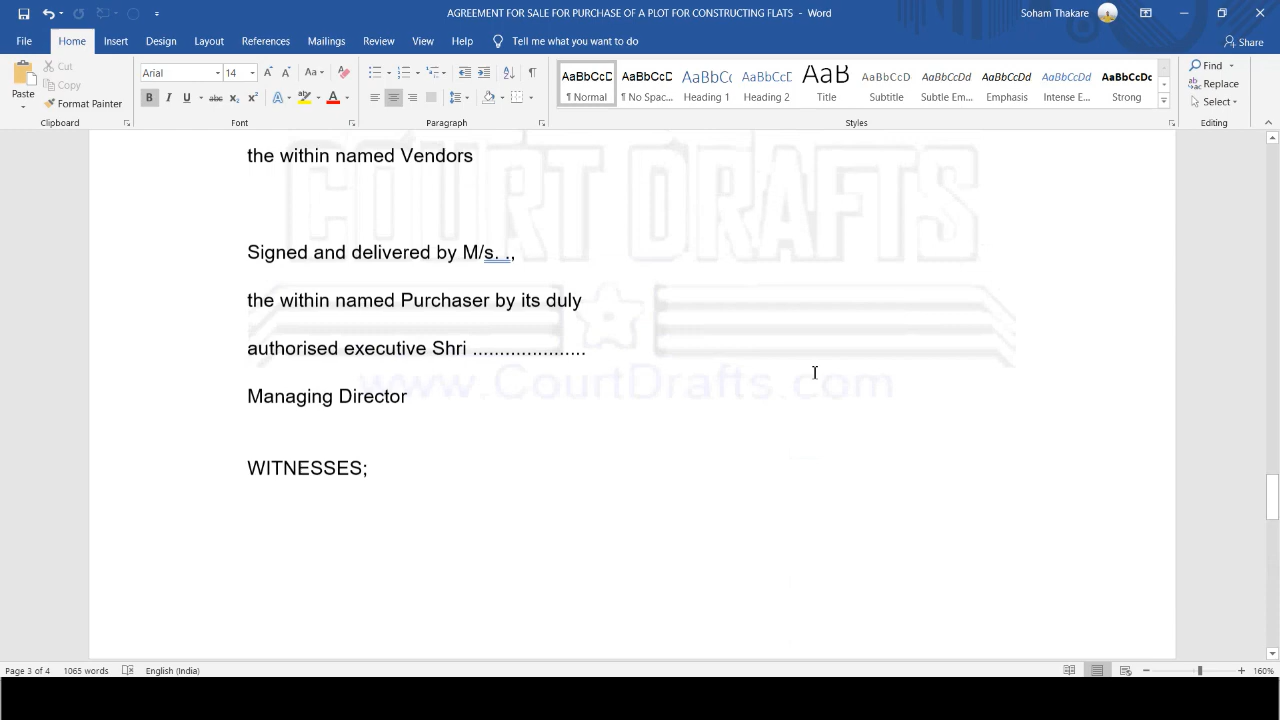 AGREEMENT FOR SALE FOR PURCHASE OF A PLOT FOR CONSTRUCTING FLATS - Word
Soham Thakare
File Home Insert Design Layout References Mailings Review View Help Tell me what you want to do
Share
Paste
Cut
Copy
Format Painter
Clipboard
Arial 14
Font
Paragraph
AaBbCcD AaBbCcD AaBbC AaBbCcD AaB AaBbCcD AaBbCcDd AaBbCcDd AaBbCcDd AaBbCcDc
¶ Normal ¶ No Spac... Heading 1 Heading 2 Title Subtitle Subtle Em... Emphasis Intense E... Strong
Styles
Find
Replace
Select
Editing
COURT DRAFTS
www.CourtDrafts.com
the within named Vendors
Signed and delivered by M/s. .,
the within named Purchaser by its duly
authorised executive Shri .....................
Managing Director
WITNESSES;
Page 3 of 4 1065 words English (India)
160%